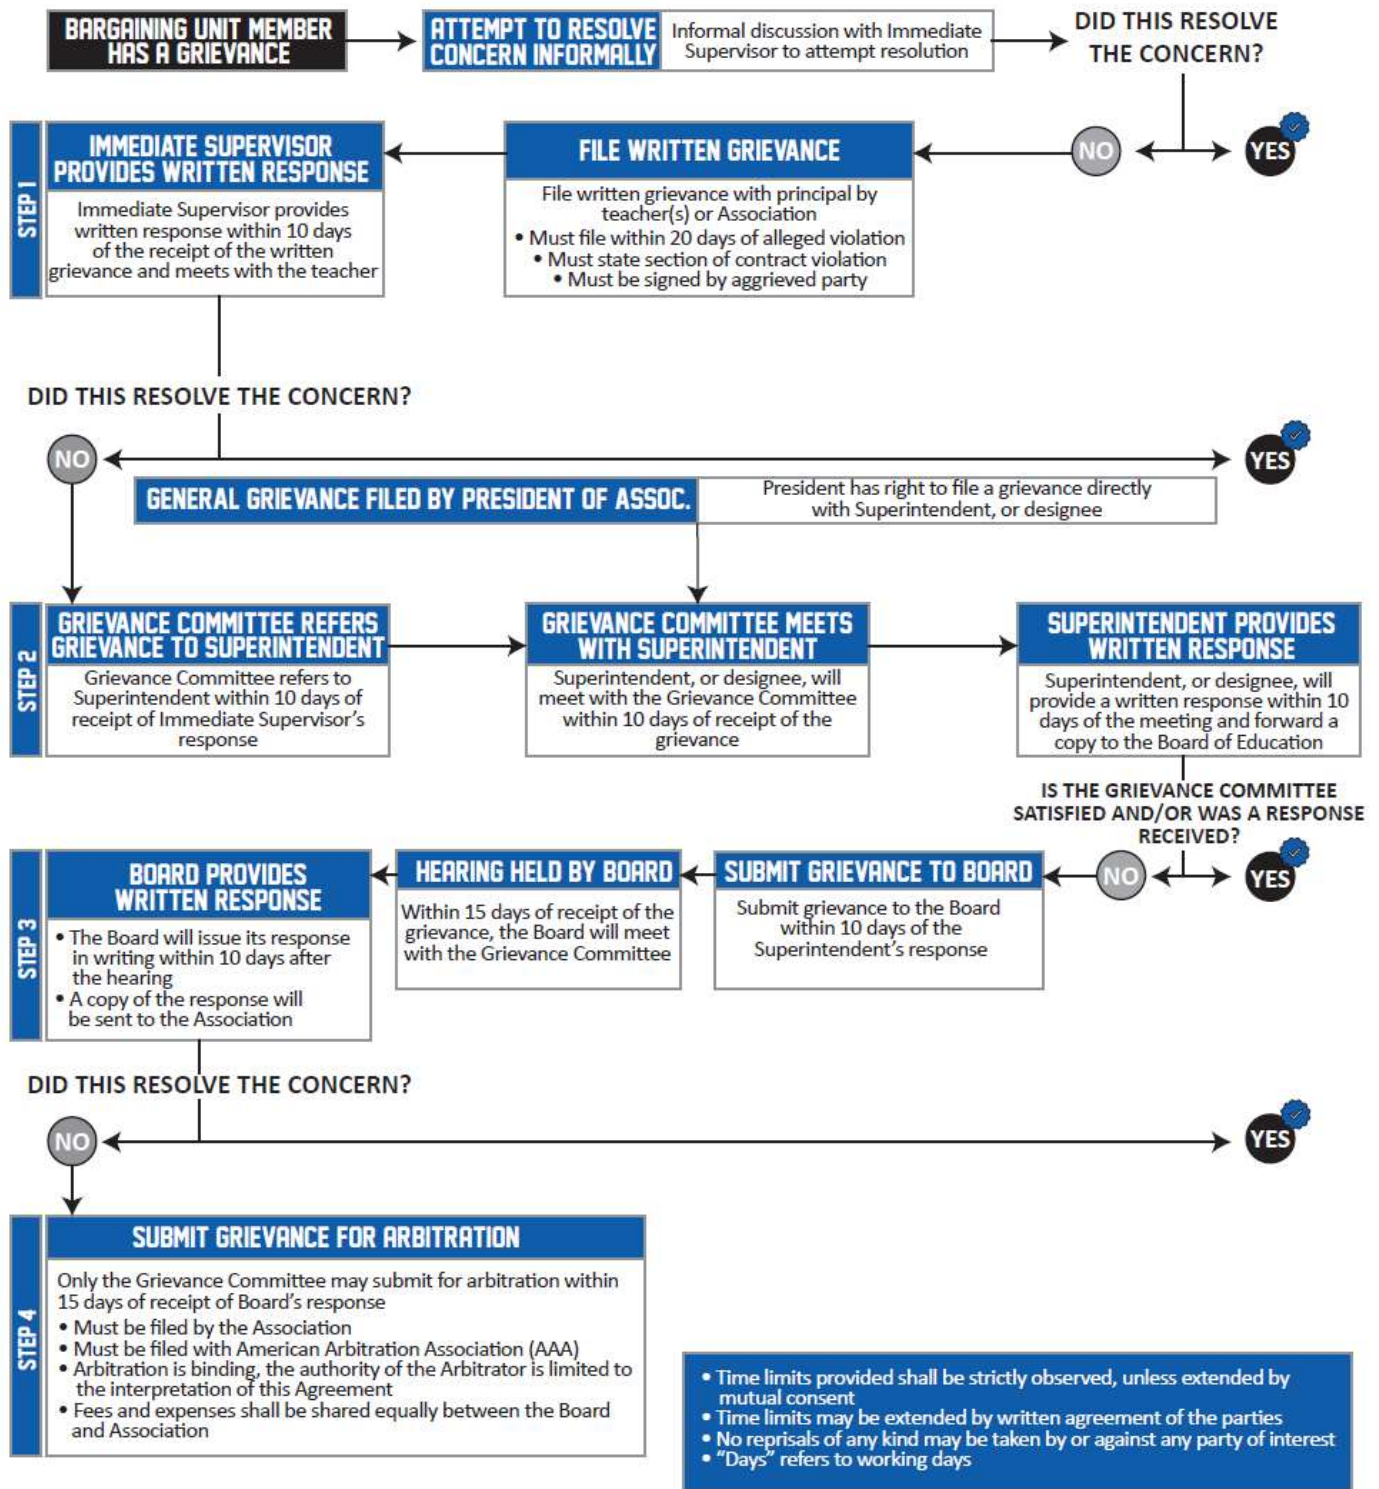 BARGAINING UNIT MEMBER
HAS A GRIEVANCE
ATTEMPT TO RESOLVE
CONCERN INFORMALLY
Informal discussion with Immediate
Supervisor to attempt resolution
DID THIS RESOLVE
THE CONCERN?
NO
YES
STEP 1
FILE WRITTEN GRIEVANCE
File written grievance with principal by
teacher(s) or Association
• Must file within 20 days of alleged violation
• Must state section of contract violation
• Must be signed by aggrieved party
IMMEDIATE SUPERVISOR
PROVIDES WRITTEN RESPONSE
Immediate Supervisor provides
written response within 10 days
of the receipt of the written
grievance and meets with the teacher
DID THIS RESOLVE THE CONCERN?
NO
YES
GENERAL GRIEVANCE FILED BY PRESIDENT OF ASSOC.
President has right to file a grievance directly
with Superintendent, or designee
STEP 2
GRIEVANCE COMMITTEE REFERS
GRIEVANCE TO SUPERINTENDENT
Grievance Committee refers to
Superintendent within 10 days of
receipt of Immediate Supervisor's
response
GRIEVANCE COMMITTEE MEETS
WITH SUPERINTENDENT
Superintendent, or designee, will
meet with the Grievance Committee
within 10 days of receipt of the
grievance
SUPERINTENDENT PROVIDES
WRITTEN RESPONSE
Superintendent, or designee, will
provide a written response within 10
days of the meeting and forward a
copy to the Board of Education
IS THE GRIEVANCE COMMITTEE
SATISFIED AND/OR WAS A RESPONSE
RECEIVED?
NO
YES
STEP 3
SUBMIT GRIEVANCE TO BOARD
Submit grievance to the Board
within 10 days of the
Superintendent's response
HEARING HELD BY BOARD
Within 15 days of receipt of the
grievance, the Board will meet
with the Grievance Committee
BOARD PROVIDES
WRITTEN RESPONSE
• The Board will issue its response
in writing within 10 days after
the hearing
• A copy of the response will
be sent to the Association
DID THIS RESOLVE THE CONCERN?
NO
YES
STEP 4
SUBMIT GRIEVANCE FOR ARBITRATION
Only the Grievance Committee may submit for arbitration within
15 days of receipt of Board's response
• Must be filed by the Association
• Must be filed with American Arbitration Association (AAA)
• Arbitration is binding, the authority of the Arbitrator is limited to
the interpretation of this Agreement
• Fees and expenses shall be shared equally between the Board
and Association
• Time limits provided shall be strictly observed, unless extended by
mutual consent
• Time limits may be extended by written agreement of the parties
• No reprisals of any kind may be taken by or against any party of interest
• "Days" refers to working days